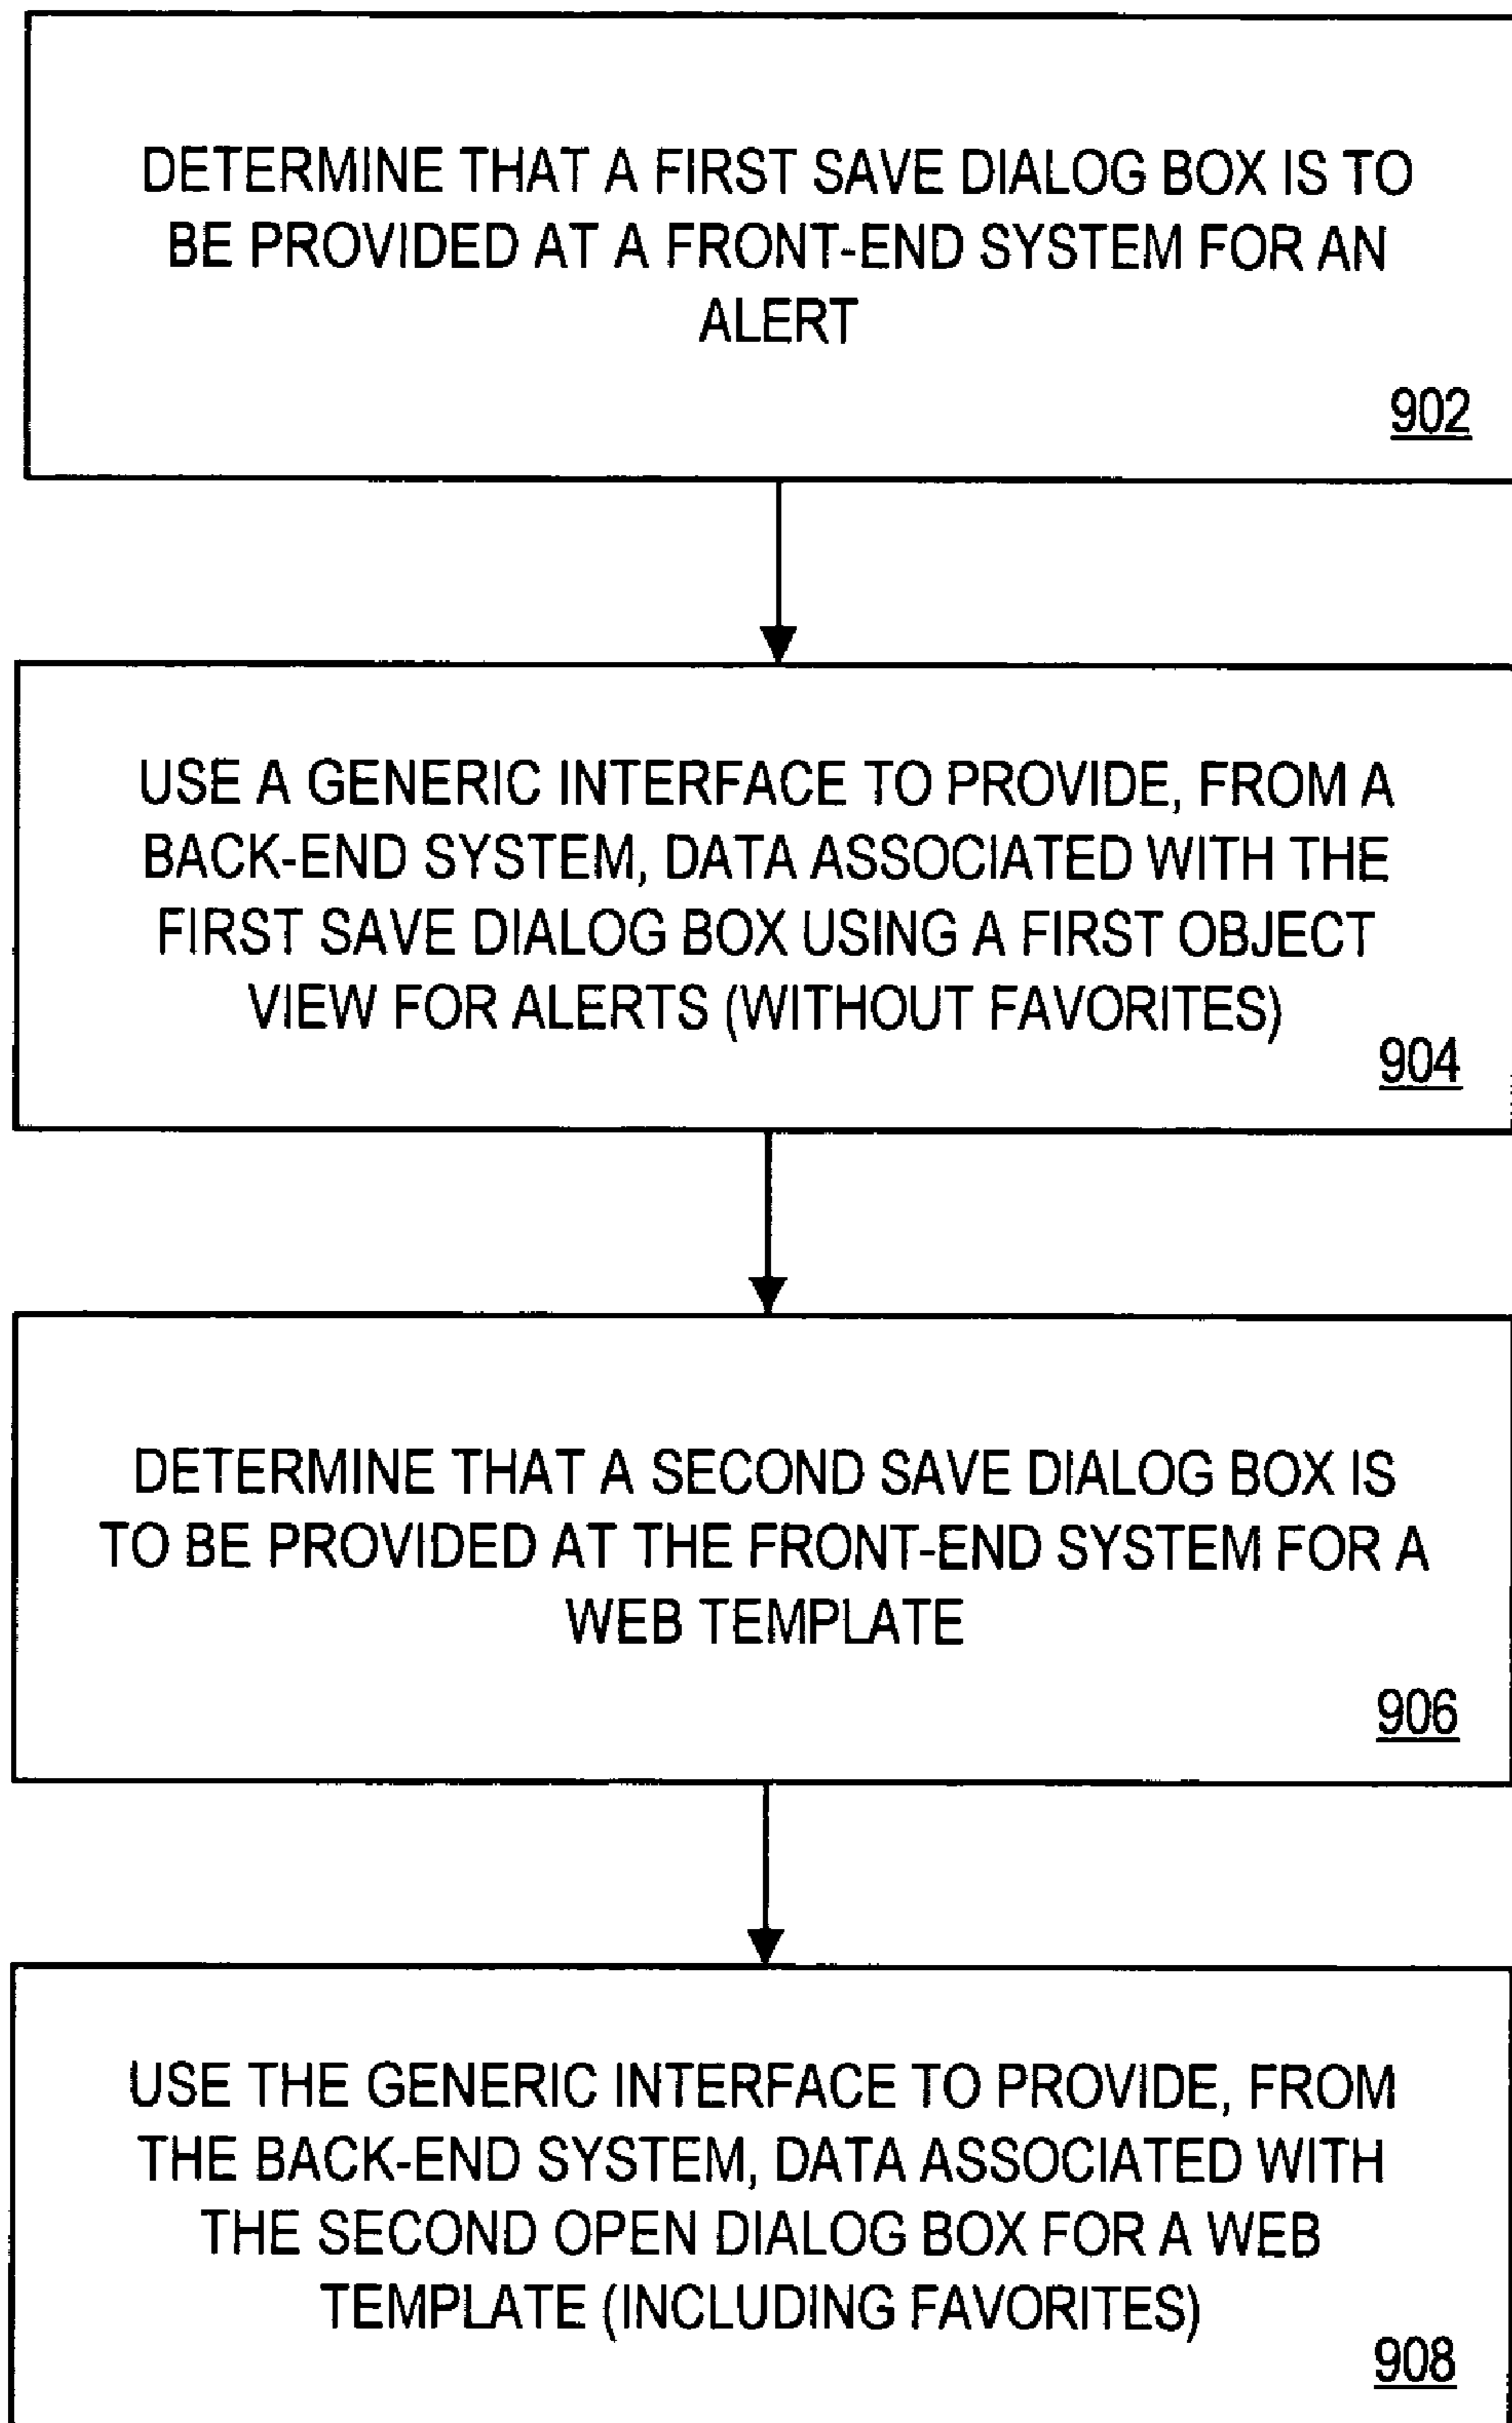 DETERMINE THAT A FIRST SAVE DIALOG BOX IS TO
BE PROVIDED AT A FRONT-END SYSTEM FOR AN
ALERT
902
USE A GENERIC INTERFACE TO PROVIDE, FROM A
BACK-END SYSTEM, DATA ASSOCIATED WITH THE
FIRST SAVE DIALOG BOX USING A FIRST OBJECT
VIEW FOR ALERTS (WITHOUT FAVORITES)
904
DETERMINE THAT A SECOND SAVE DIALOG BOX IS
TO BE PROVIDED AT THE FRONT-END SYSTEM FOR A
WEB TEMPLATE
906
USE THE GENERIC INTERFACE TO PROVIDE, FROM
THE BACK-END SYSTEM, DATA ASSOCIATED WITH
THE SECOND OPEN DIALOG BOX FOR A WEB
TEMPLATE (INCLUDING FAVORITES)
908